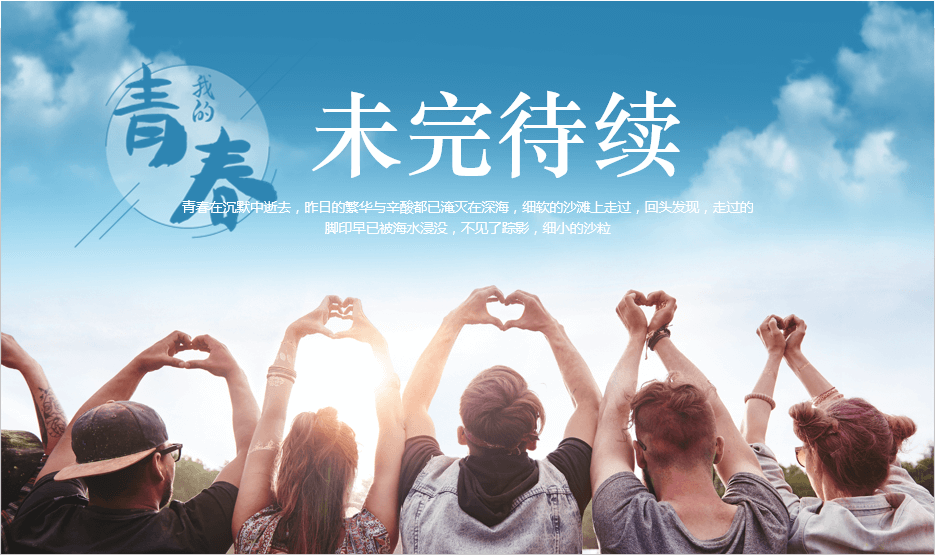 我的
青春
未完待续
青春在沉默中逝去，昨日的繁华与辛酸都已淹灭在深海，细软的沙滩上走过，回头发现，走过的
脚印早已被海水浸没，不见了踪影，细小的沙粒